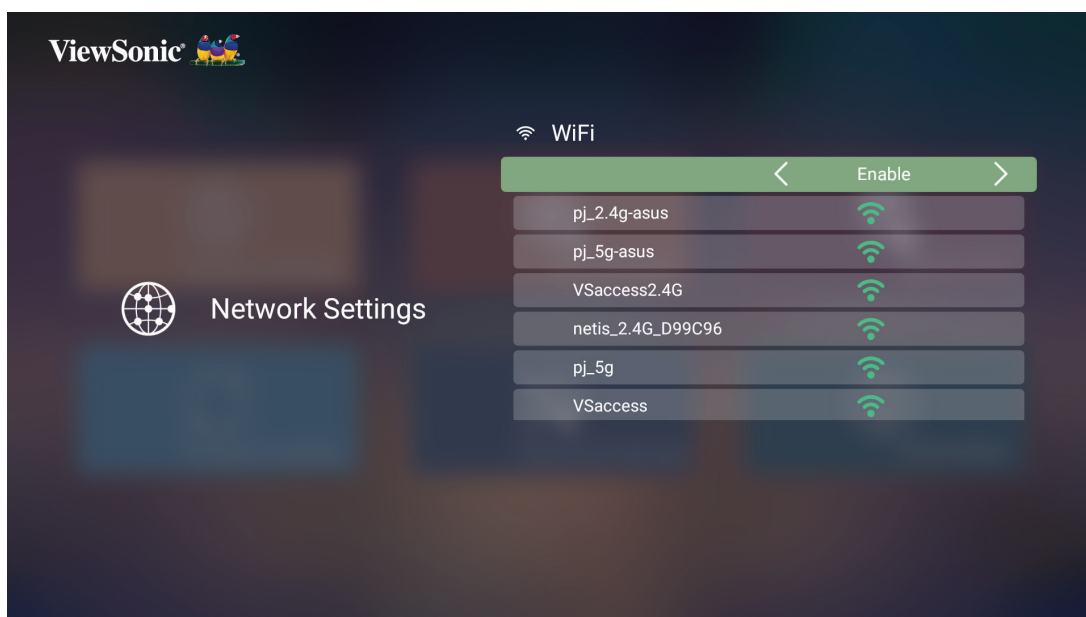 ViewSonic®
WiFi
Enable
pj_2.4g-asus
pj_5g-asus
VSaccess2.4G
Network Settings
netis_2.4G_D99C96
pj_5g
VSaccess